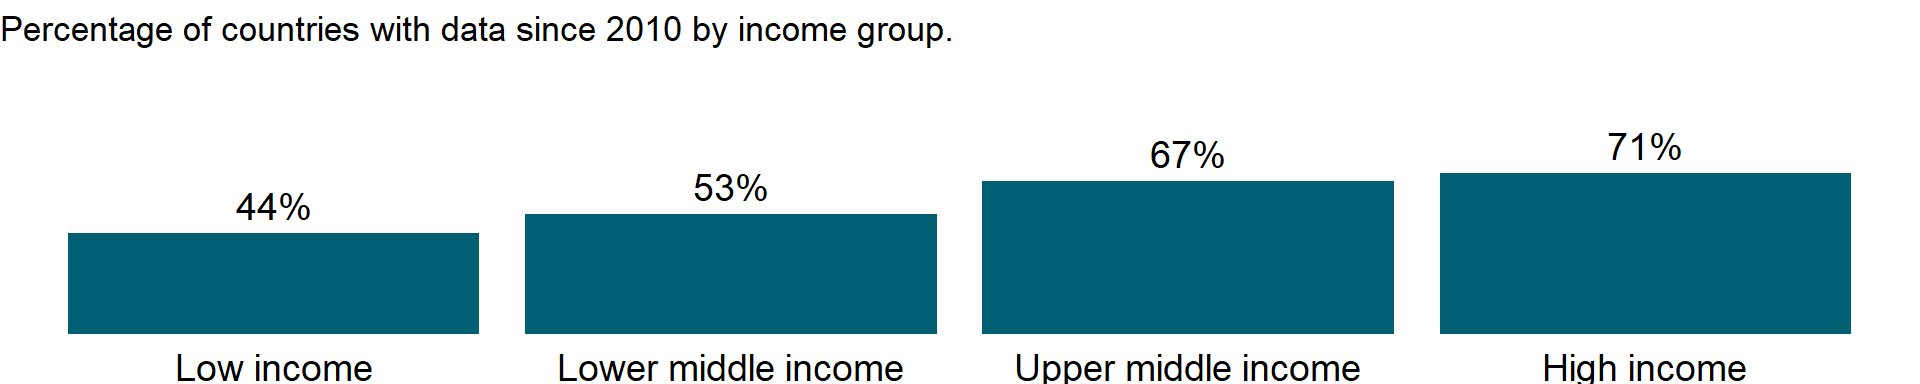 Percentage of countries with data since 2010 by income group.
44%
53%
67%
71%
Low income
Lower middle income
Upper middle income
High income